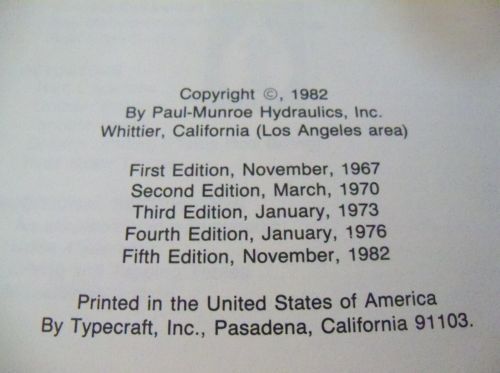 Copyright ©, 1982
By Paul-Munroe Hydraulics, Inc.
Whittier, California (Los Angeles area)
First Edition, November, 1967
Second Edition, March, 1970
Third Edition, January, 1973
Fourth Edition, January, 1976
Fifth Edition, November, 1982
Printed in the United States of America
By Typecraft, Inc., Pasadena, California 91103.